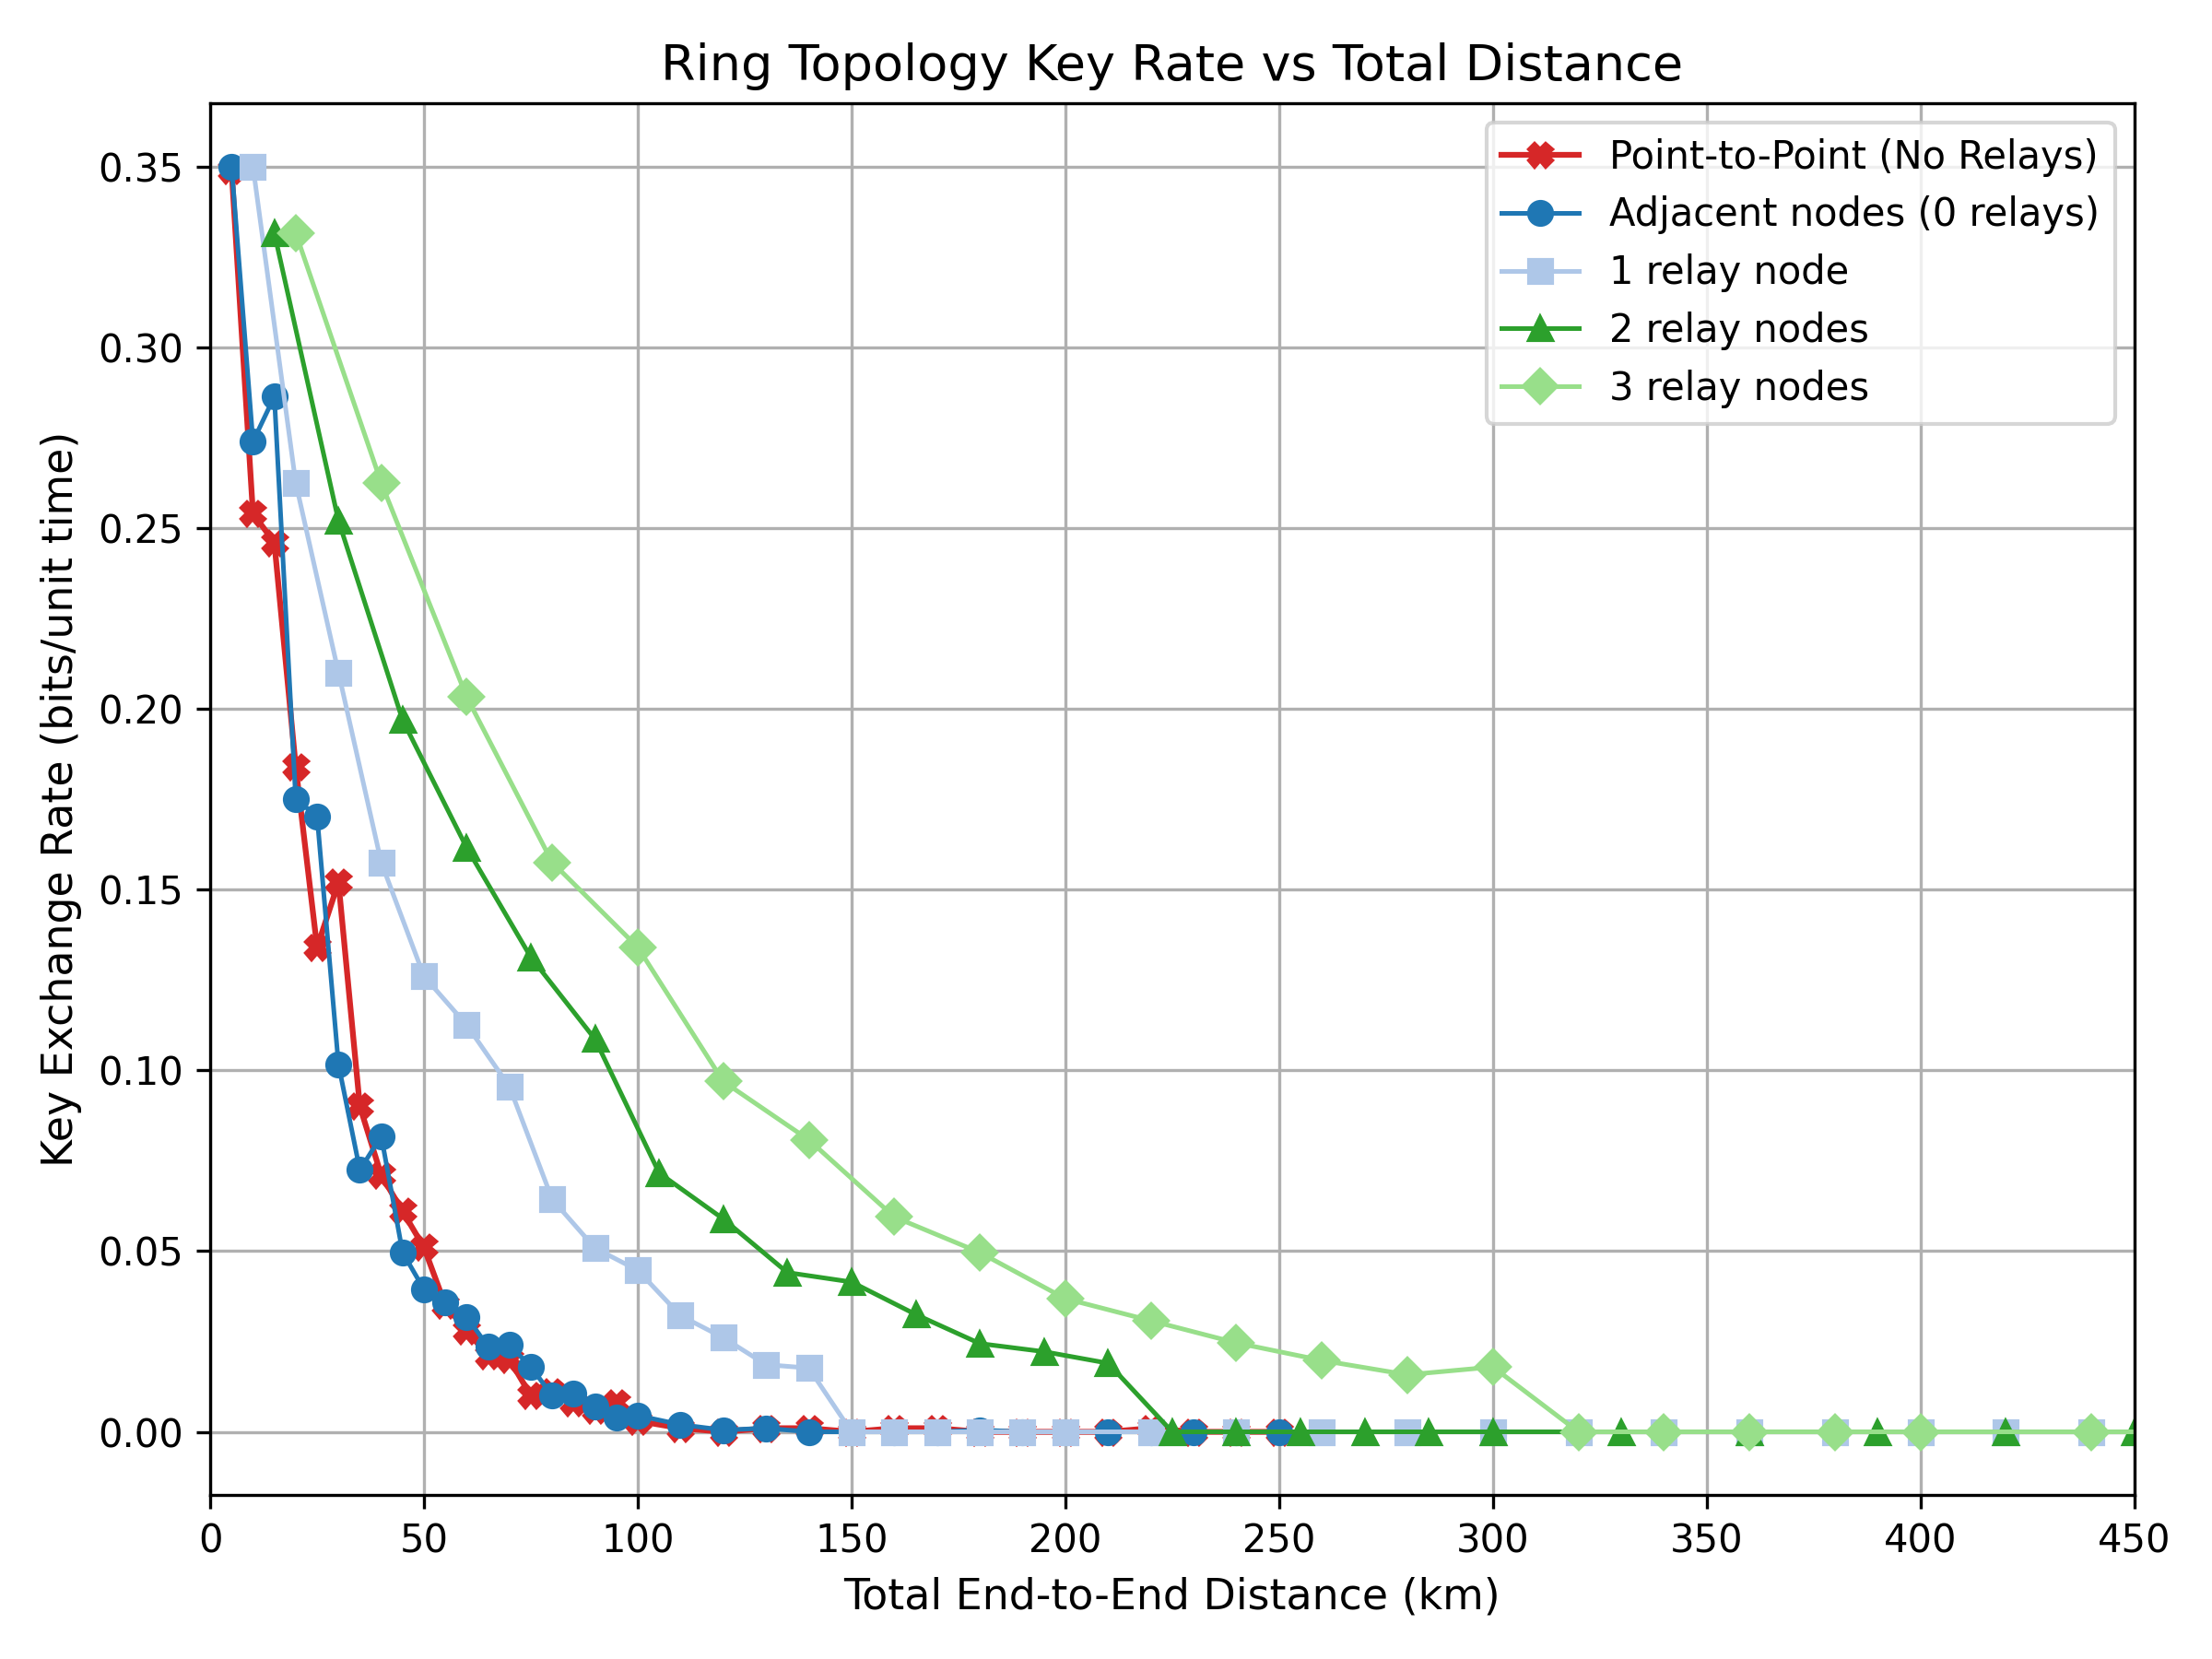 Ring Topology Key Rate vs Total Distance
Key Exchange Rate (bits/unit time)
0.35
0.30
0.25
0.20
0.15
0.10
0.05
0.00
Point-to-Point (No Relays)
Adjacent nodes (0 relays)
1 relay node
2 relay nodes
3 relay nodes
0 50 100 150 200 250 300 350 400 450
Total End-to-End Distance (km)